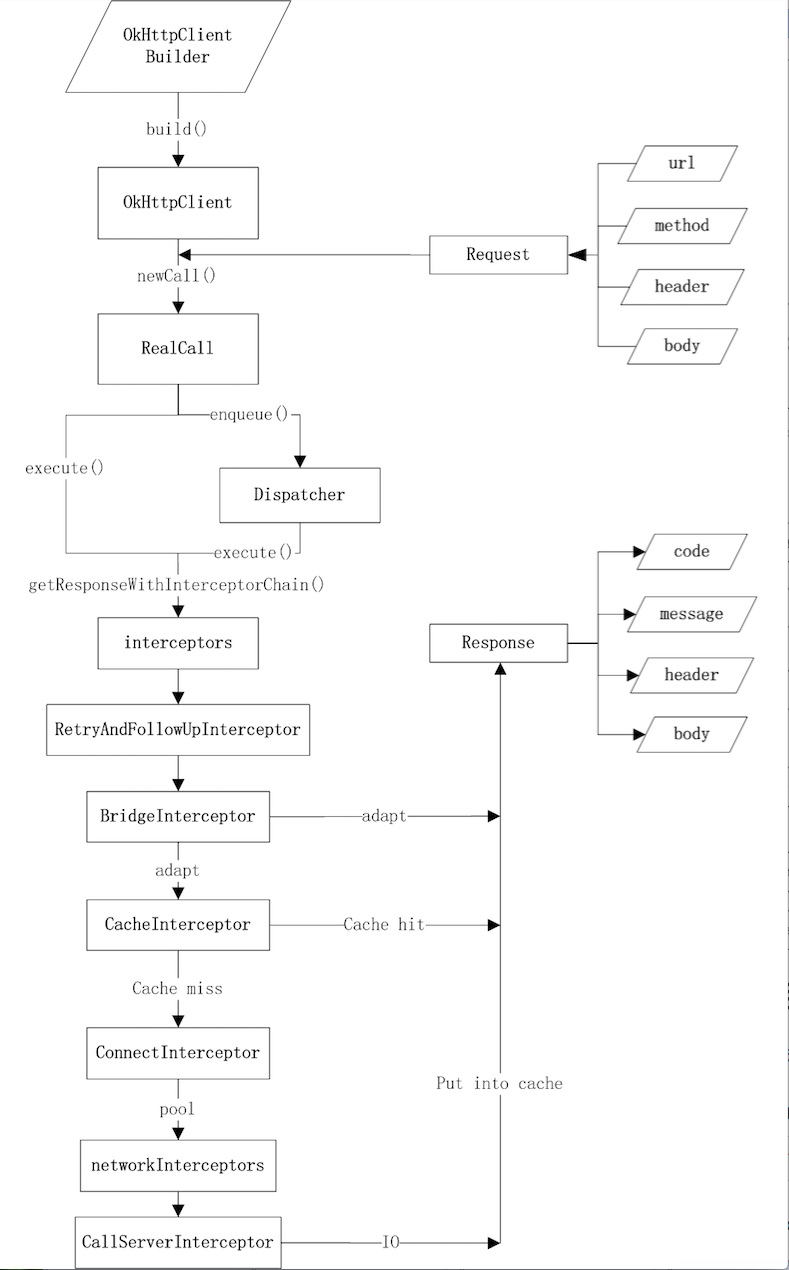 OkHttpClient
Builder
build()
OkHttpClient
url
method
Request
newCall()
header
RealCall
body
enqueue()
execute()
Dispatcher
execute()
code
getResponseWithInterceptorChain()
message
interceptors
Response
header
RetryAndFollowUpInterceptor
body
BridgeInterceptor
adapt
adapt
CacheInterceptor
Cache hit
Cache miss
ConnectInterceptor
Put into cache
pool
networkInterceptors
CallServerInterceptor
IO